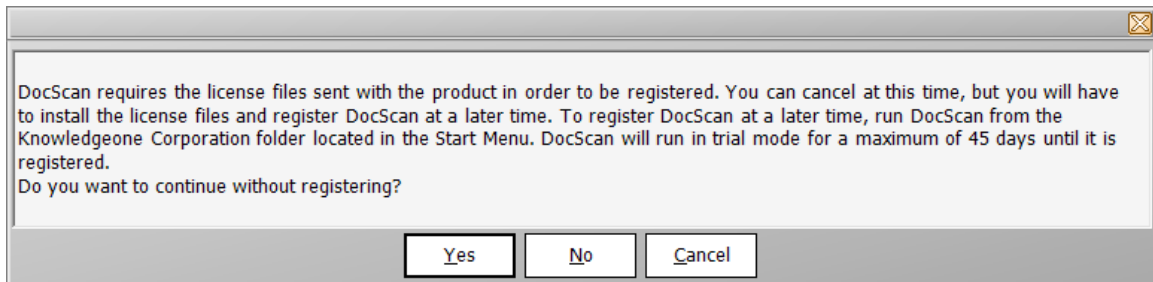 DocScan requires the license files sent with the product in order to be registered. You can cancel at this time, but you will have
to install the license files and register DocScan at a later time. To register DocScan at a later time, run DocScan from the
Knowledgeone Corporation folder located in the Start Menu. DocScan will run in trial mode for a maximum of 45 days until it is
registered.
Do you want to continue without registering?
Yes No Cancel